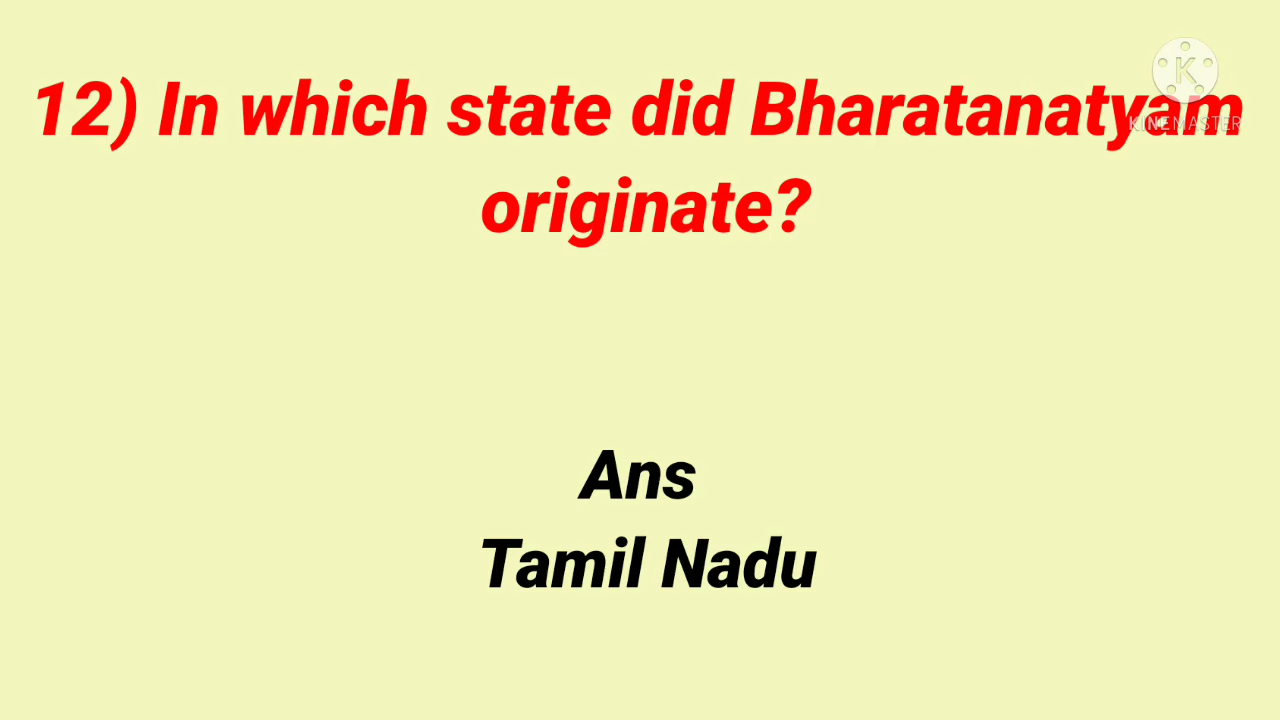 12) In which state did Bharatanatyam
originate?
K
KINEMASTER
Ans
Tamil Nadu